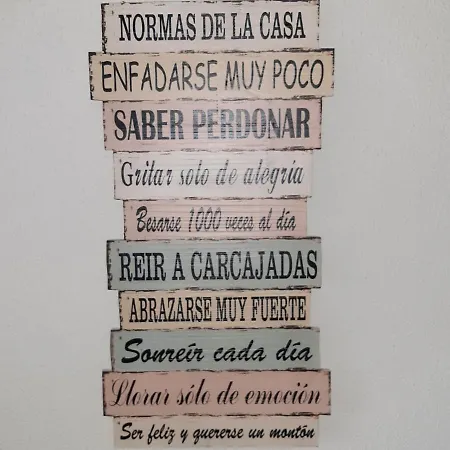 NORMAS DE LA CASA
ENFADARSE MUY POCO
SABER PERDONAR
Gritar solo de alegría
Besarse 1000 veces al día
REIR A CARCAJADAS
ABRAZARSE MUY FUERTE
Sonreír cada día
Llorar sólo de emoción
Ser feliz y quererse un montón